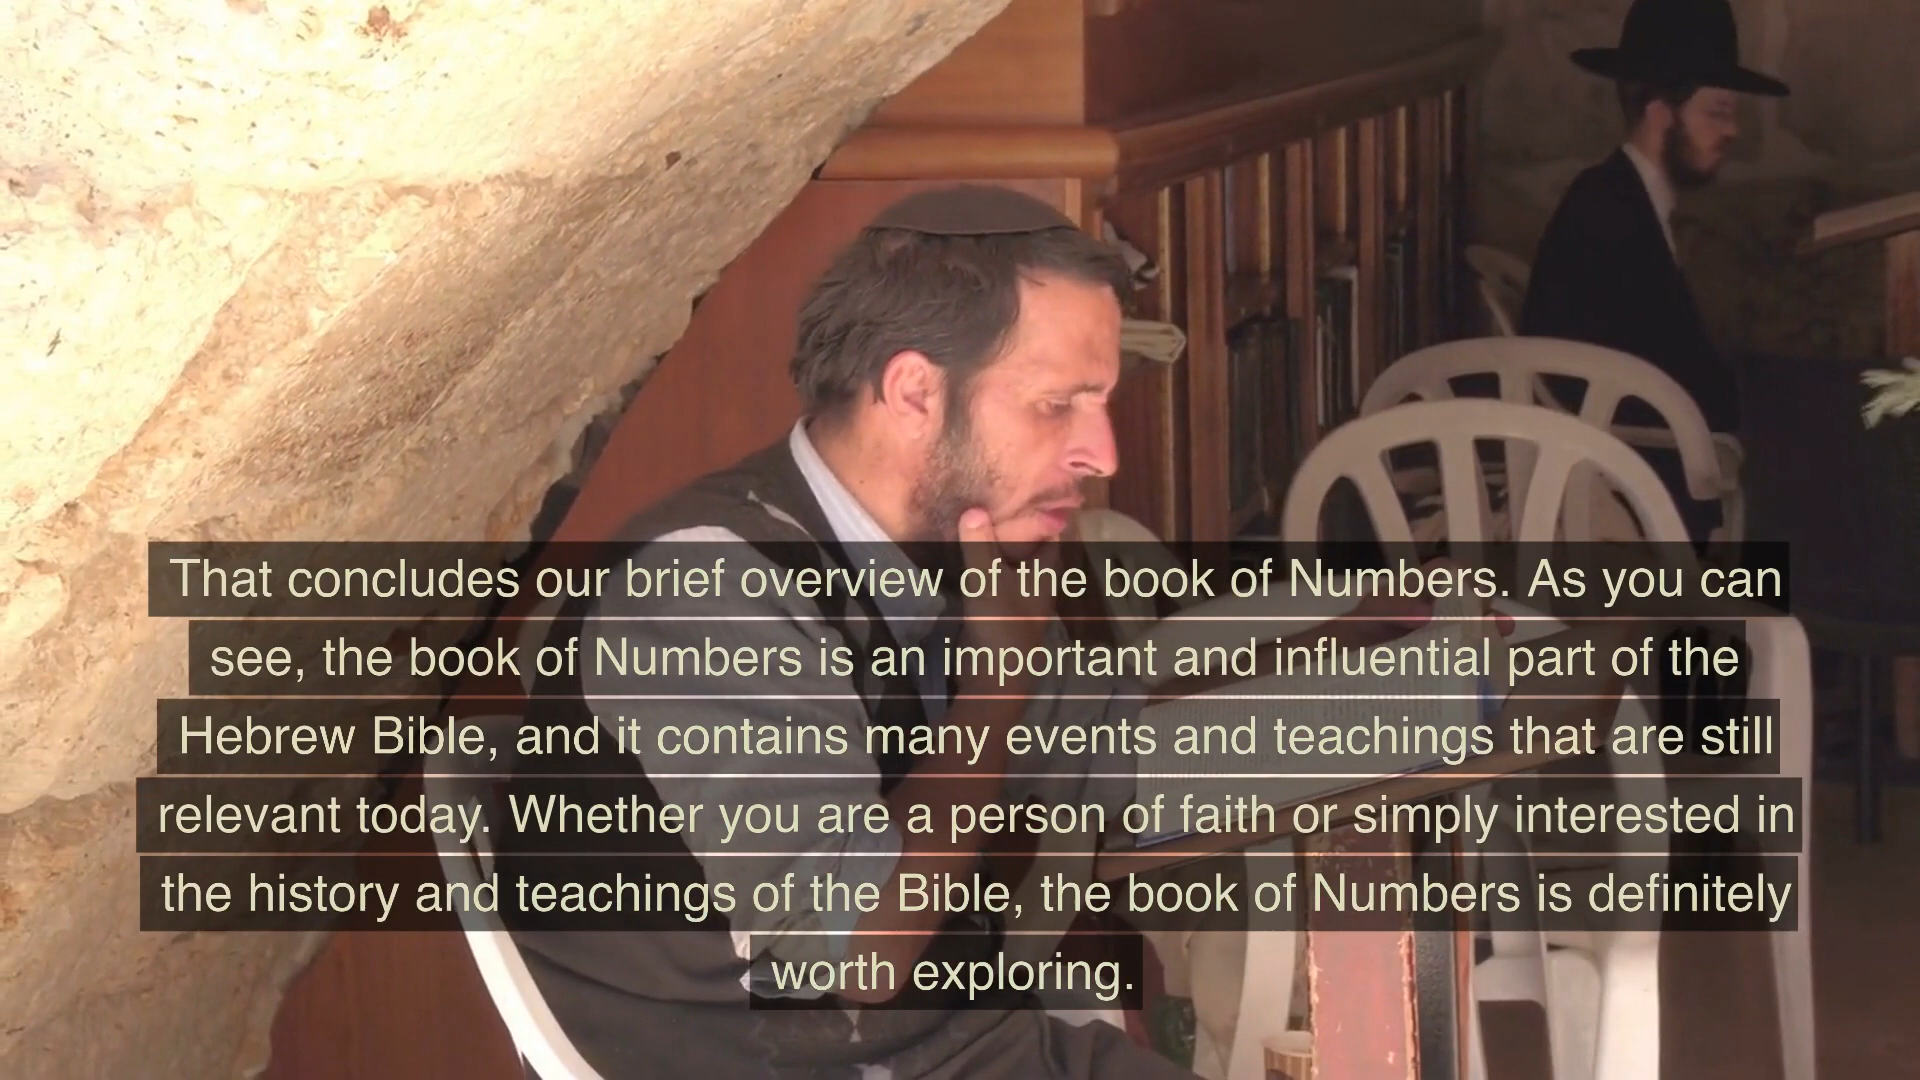 That concludes our brief overview of the book of Numbers. As you can
see, the book of Numbers is an important and influential part of the
Hebrew Bible, and it contains many events and teachings that are still
relevant today. Whether you are a person of faith or simply interested in
the history and teachings of the Bible, the book of Numbers is definitely
worth exploring.